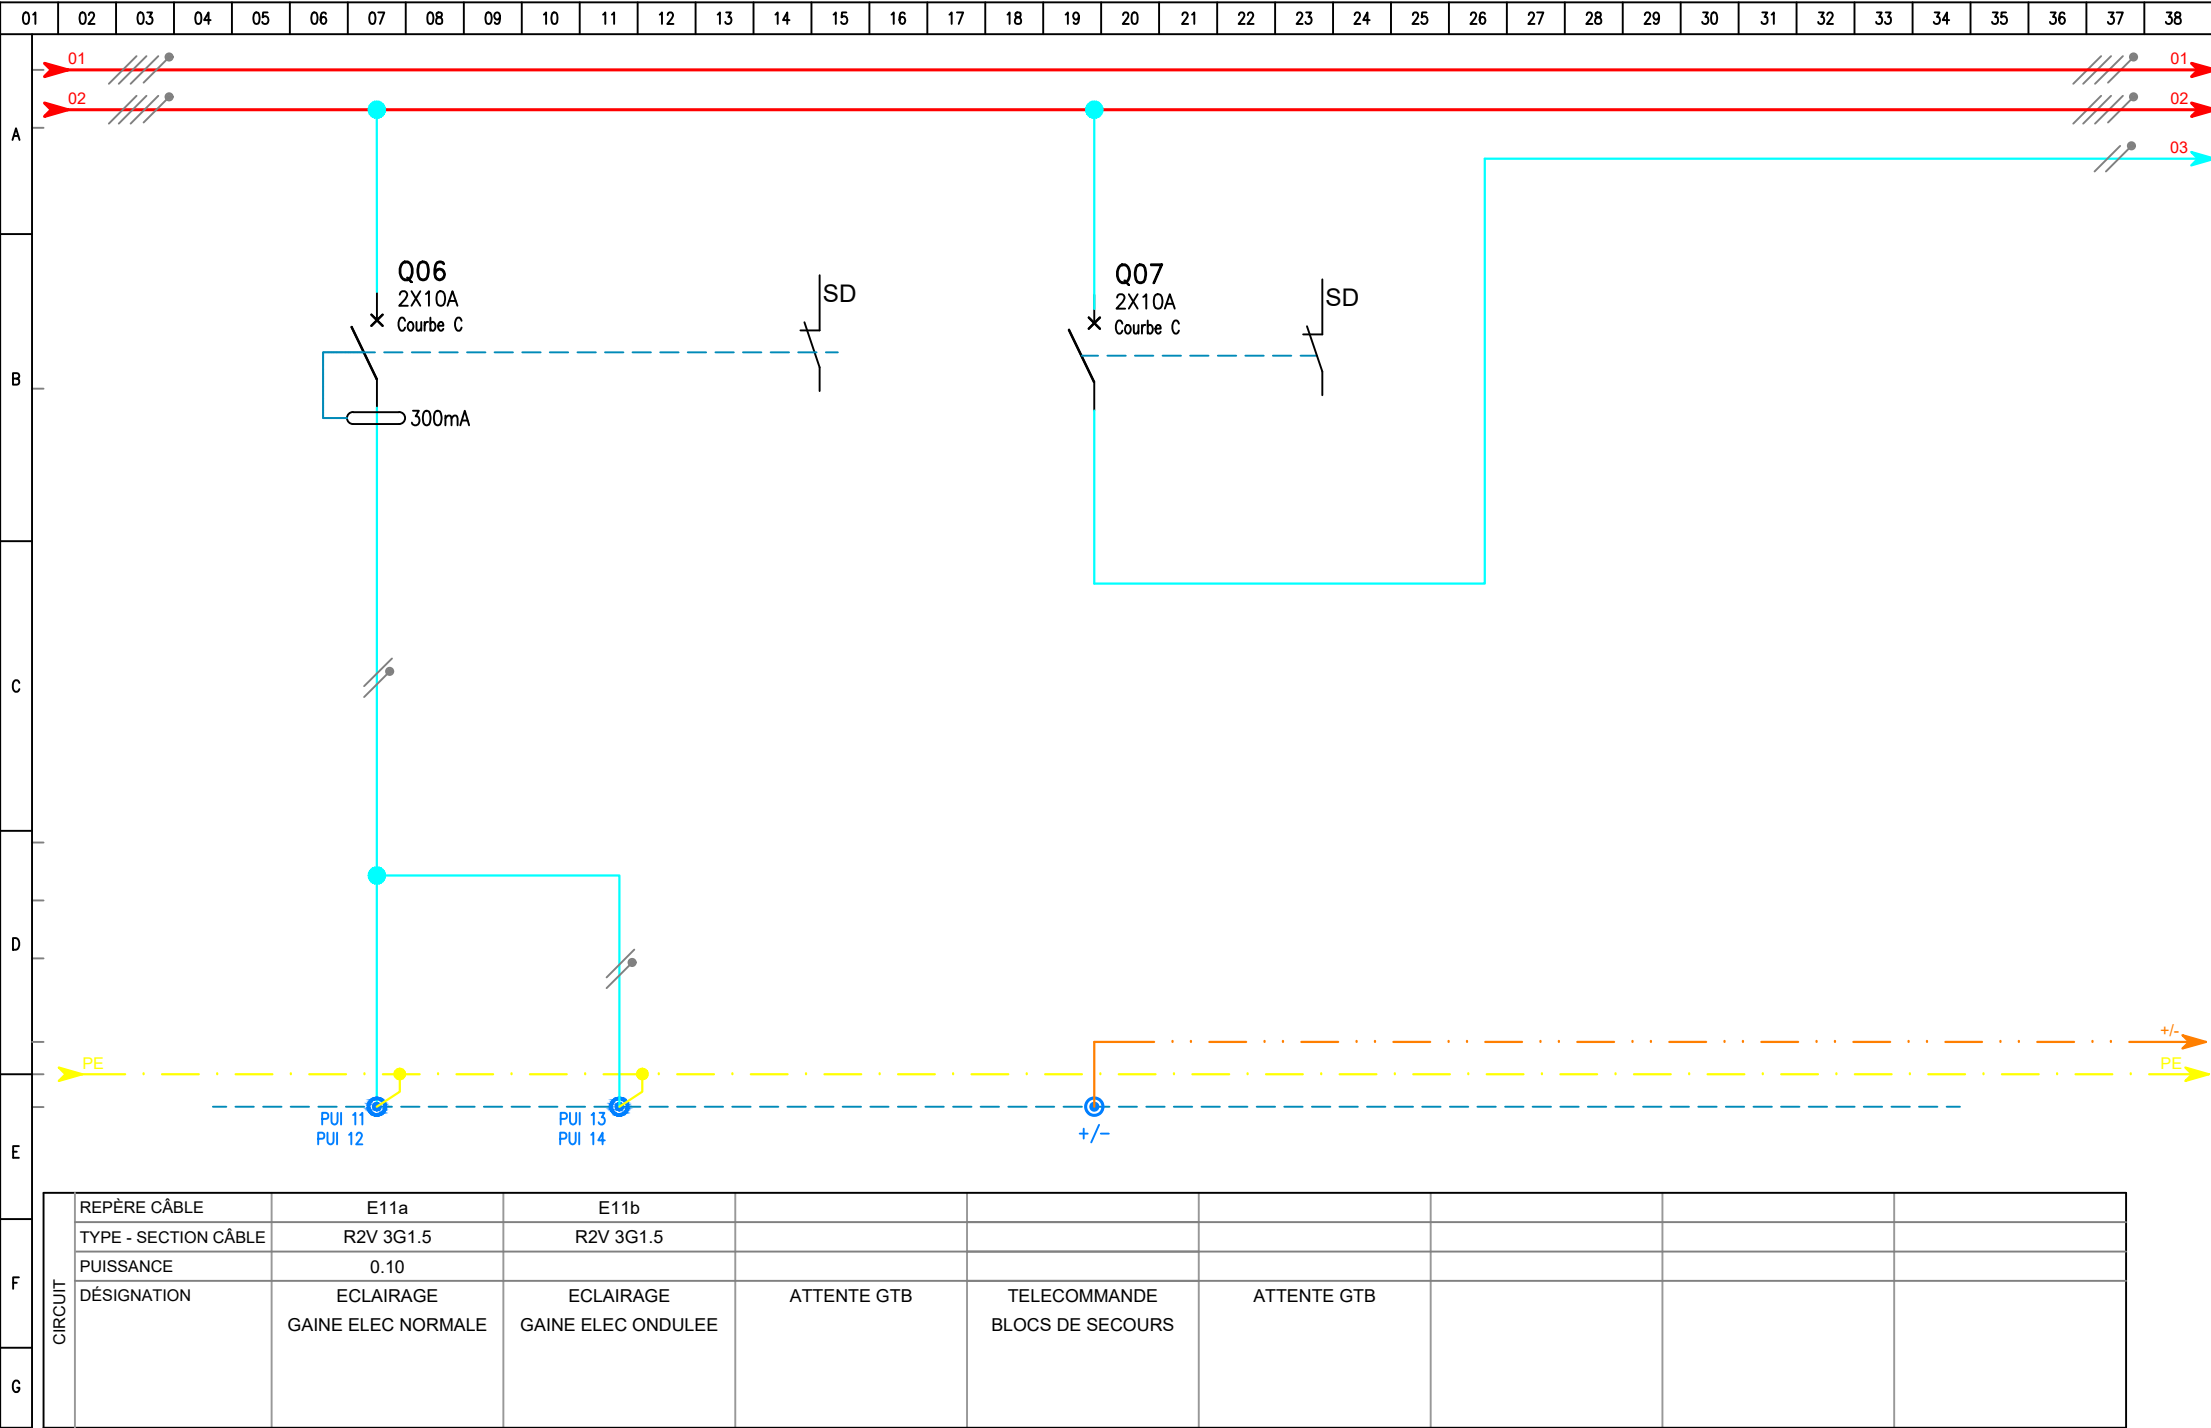 01 02 03 04 05 06 07 08 09 10 11 12 13 14 15 16 17 18 19 20 21 22 23 24 25 26 27 28 29 30 31 32 33 34 35 36 37 38
01 01
02 02
A
03
Q06
2X10A
Courbe C
SD
Q07
2X10A
Courbe C
SD
B
300mA
C
D
+/-
PE PE
PUI 11
PUI 12
PUI 13
PUI 14
+/-
E
F
G
CIRCUIT
REPÈRE CÂBLE E11a E11b
TYPE - SECTION CÂBLE R2V 3G1.5 R2V 3G1.5
PUISSANCE 0.10
DÉSIGNATION ECLAIRAGE ECLAIRAGE ATTENTE GTB TELECOMMANDE ATTENTE GTB
GAINE ELEC NORMALE GAINE ELEC ONDULEE BLOCS DE SECOURS